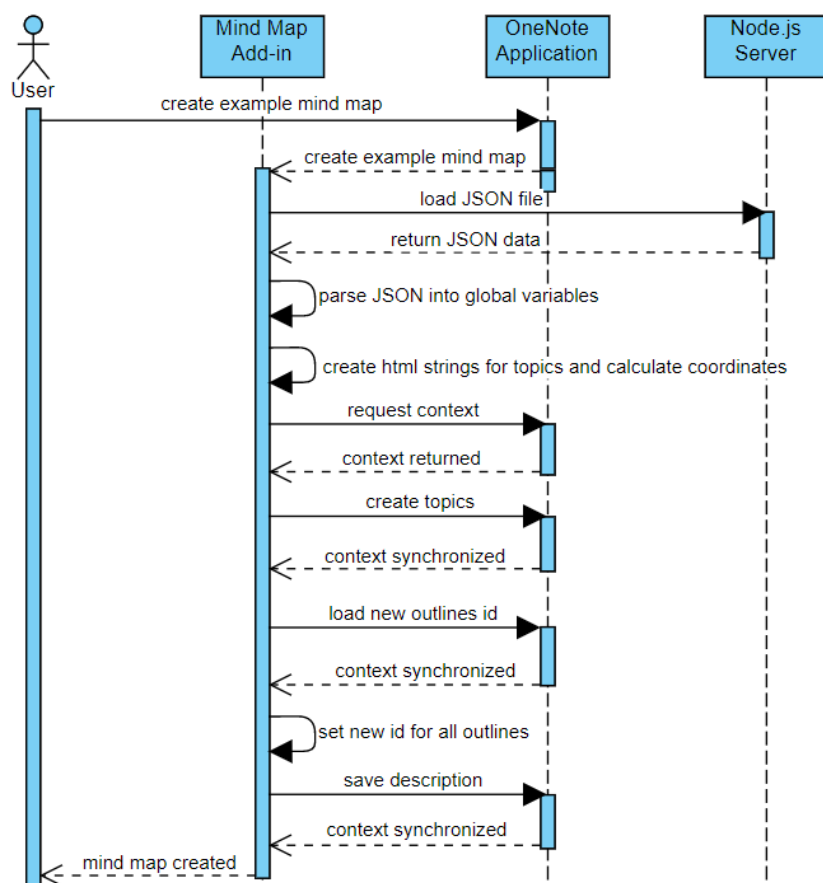 Mind Map
Add-in
OneNote
Application
Node.js
Server
User
create example mind map
create example mind map
load JSON file
return JSON data
parse JSON into global variables
create html strings for topics and calculate coordinates
request context
context returned
create topics
context synchronized
load new outlines id
context synchronized
set new id for all outlines
save description
context synchronized
mind map created